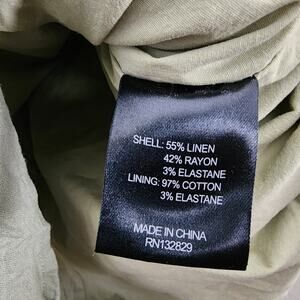 SHELL: 55% LINEN
42% RAYON
3% ELASTANE
LINING: 97% COTTON
3% ELASTANE
MADE IN CHINA
RN132829